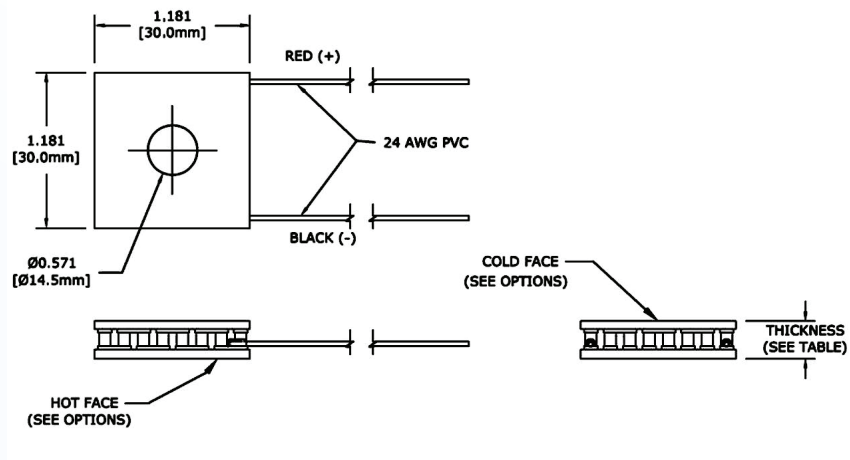 1.181
[30.0mm]
RED (+)
1.181
[30.0mm]
24 AWG PVC
BLACK (-)
Ø0.571
[Ø14.5mm]
COLD FACE
(SEE OPTIONS)
THICKNESS
(SEE TABLE)
HOT FACE
(SEE OPTIONS)